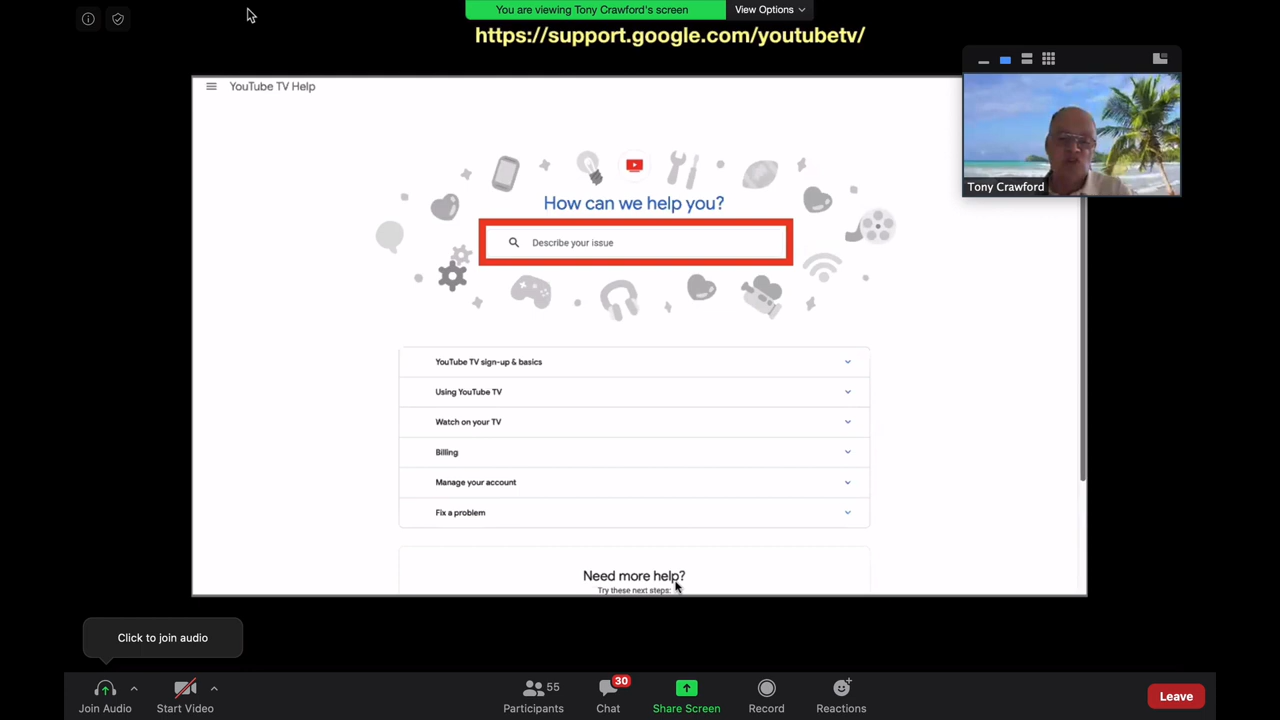 You are viewing Tony Crawford's screen
View Options
https://support.google.com/youtubetv/
YouTube TV Help
Tony Crawford
How can we help you?
Describe your issue
YouTube TV sign-up & basics
Using YouTube TV
Watch on your TV
Billing
Manage your account
Fix a problem
Need more help?
Try these next steps:
Click to join audio
Join Audio
Start Video
55
Participants
30
Chat
Share Screen
Record
Reactions
Leave